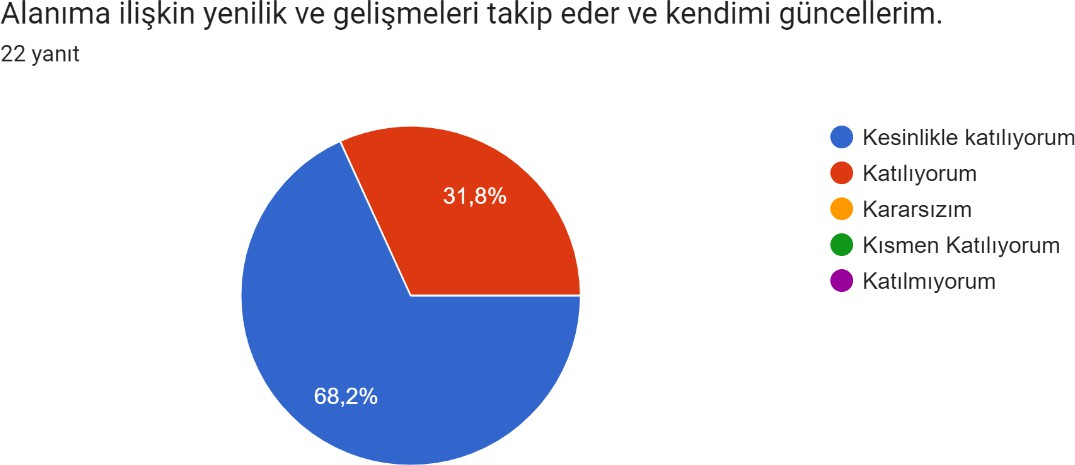 Alanıma ilişkin yenilik ve gelişmeleri takip eder ve kendimi güncellerim.
22 yanıt
Kesinlikle katılıyorum
Katılıyorum
Kararsızım
Kısmen Katılıyorum
Katılmıyorum
31,8%
68,2%